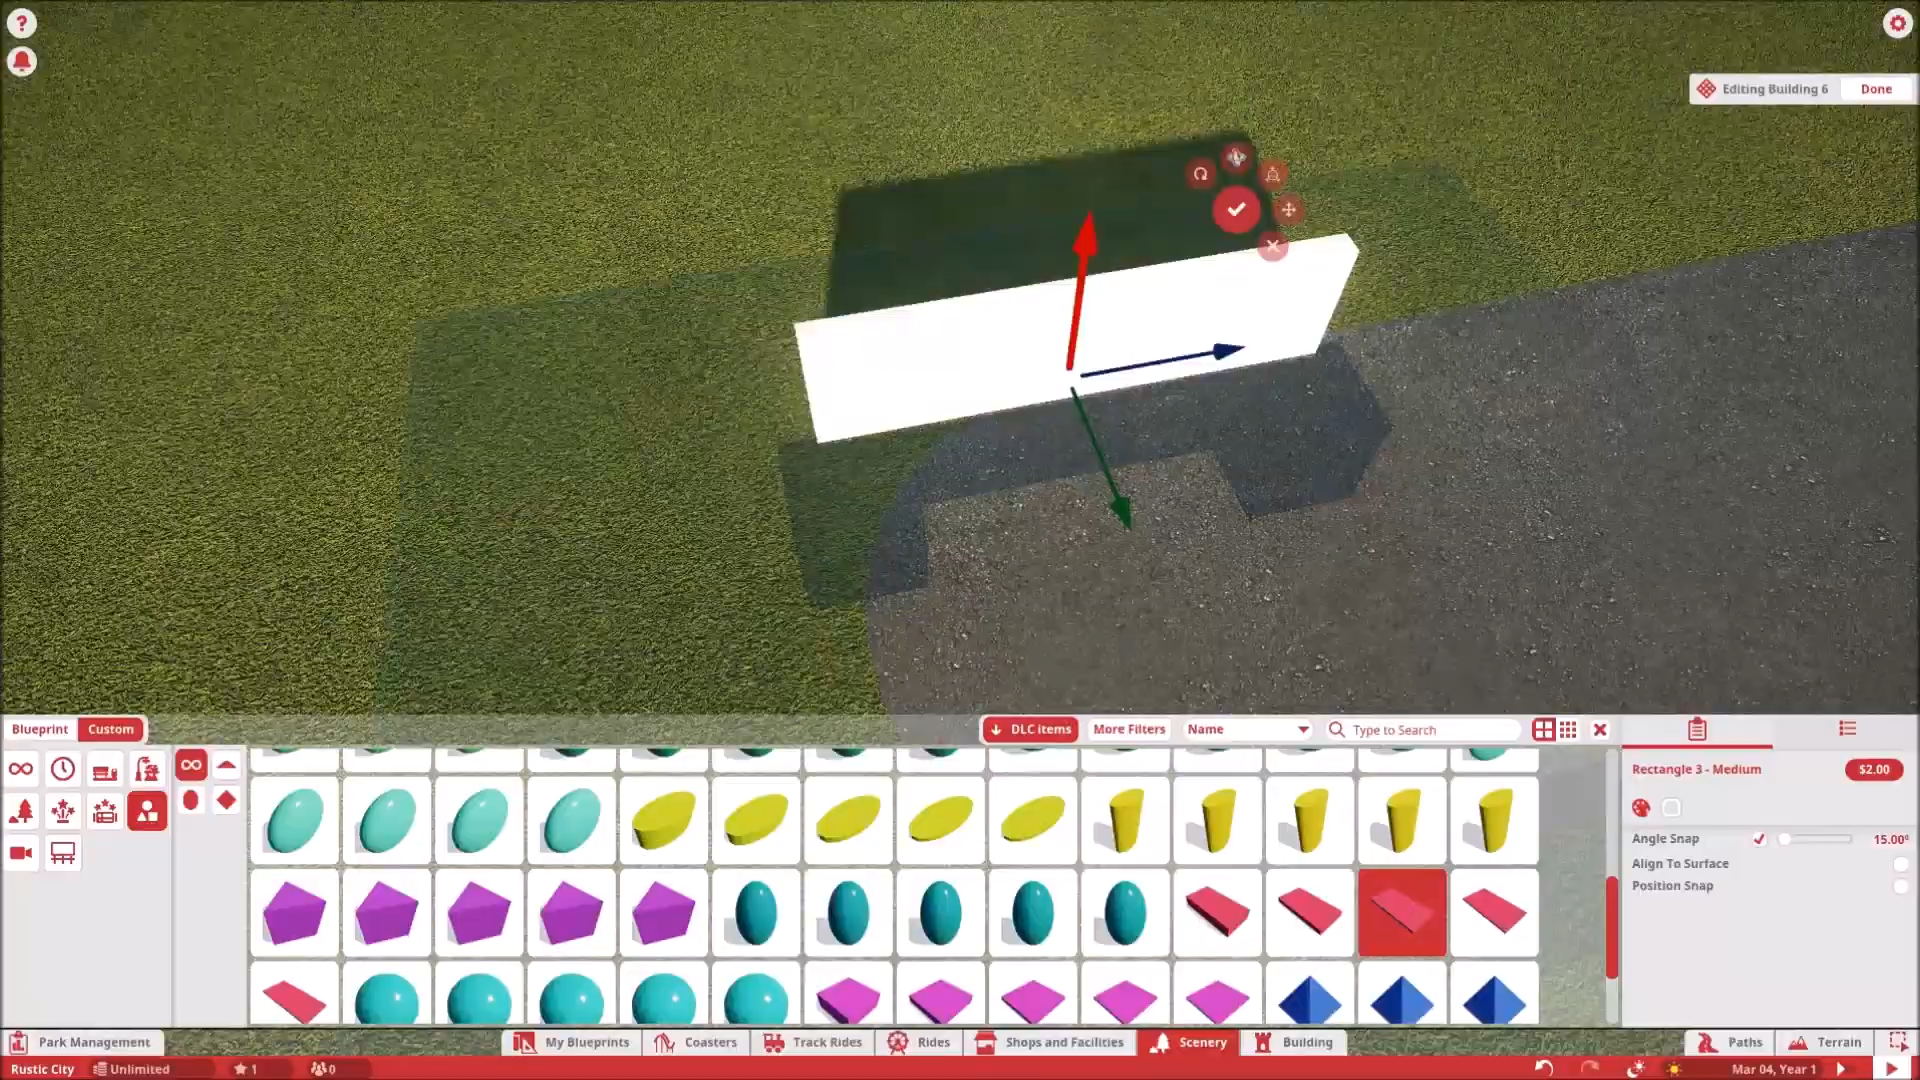 ?
Editing Building 6 Done
Blueprint Custom
DLC items More Filters Name Type to Search
Rectangle 3 - Medium $2.00
Angle Snap 15.00°
Align To Surface
Position Snap
Park Management My Blueprints Coasters Track Rides Rides Shops and Facilities Scenery Building Paths Terrain
Rustic City Unlimited 1 0 Mar 04, Year 1